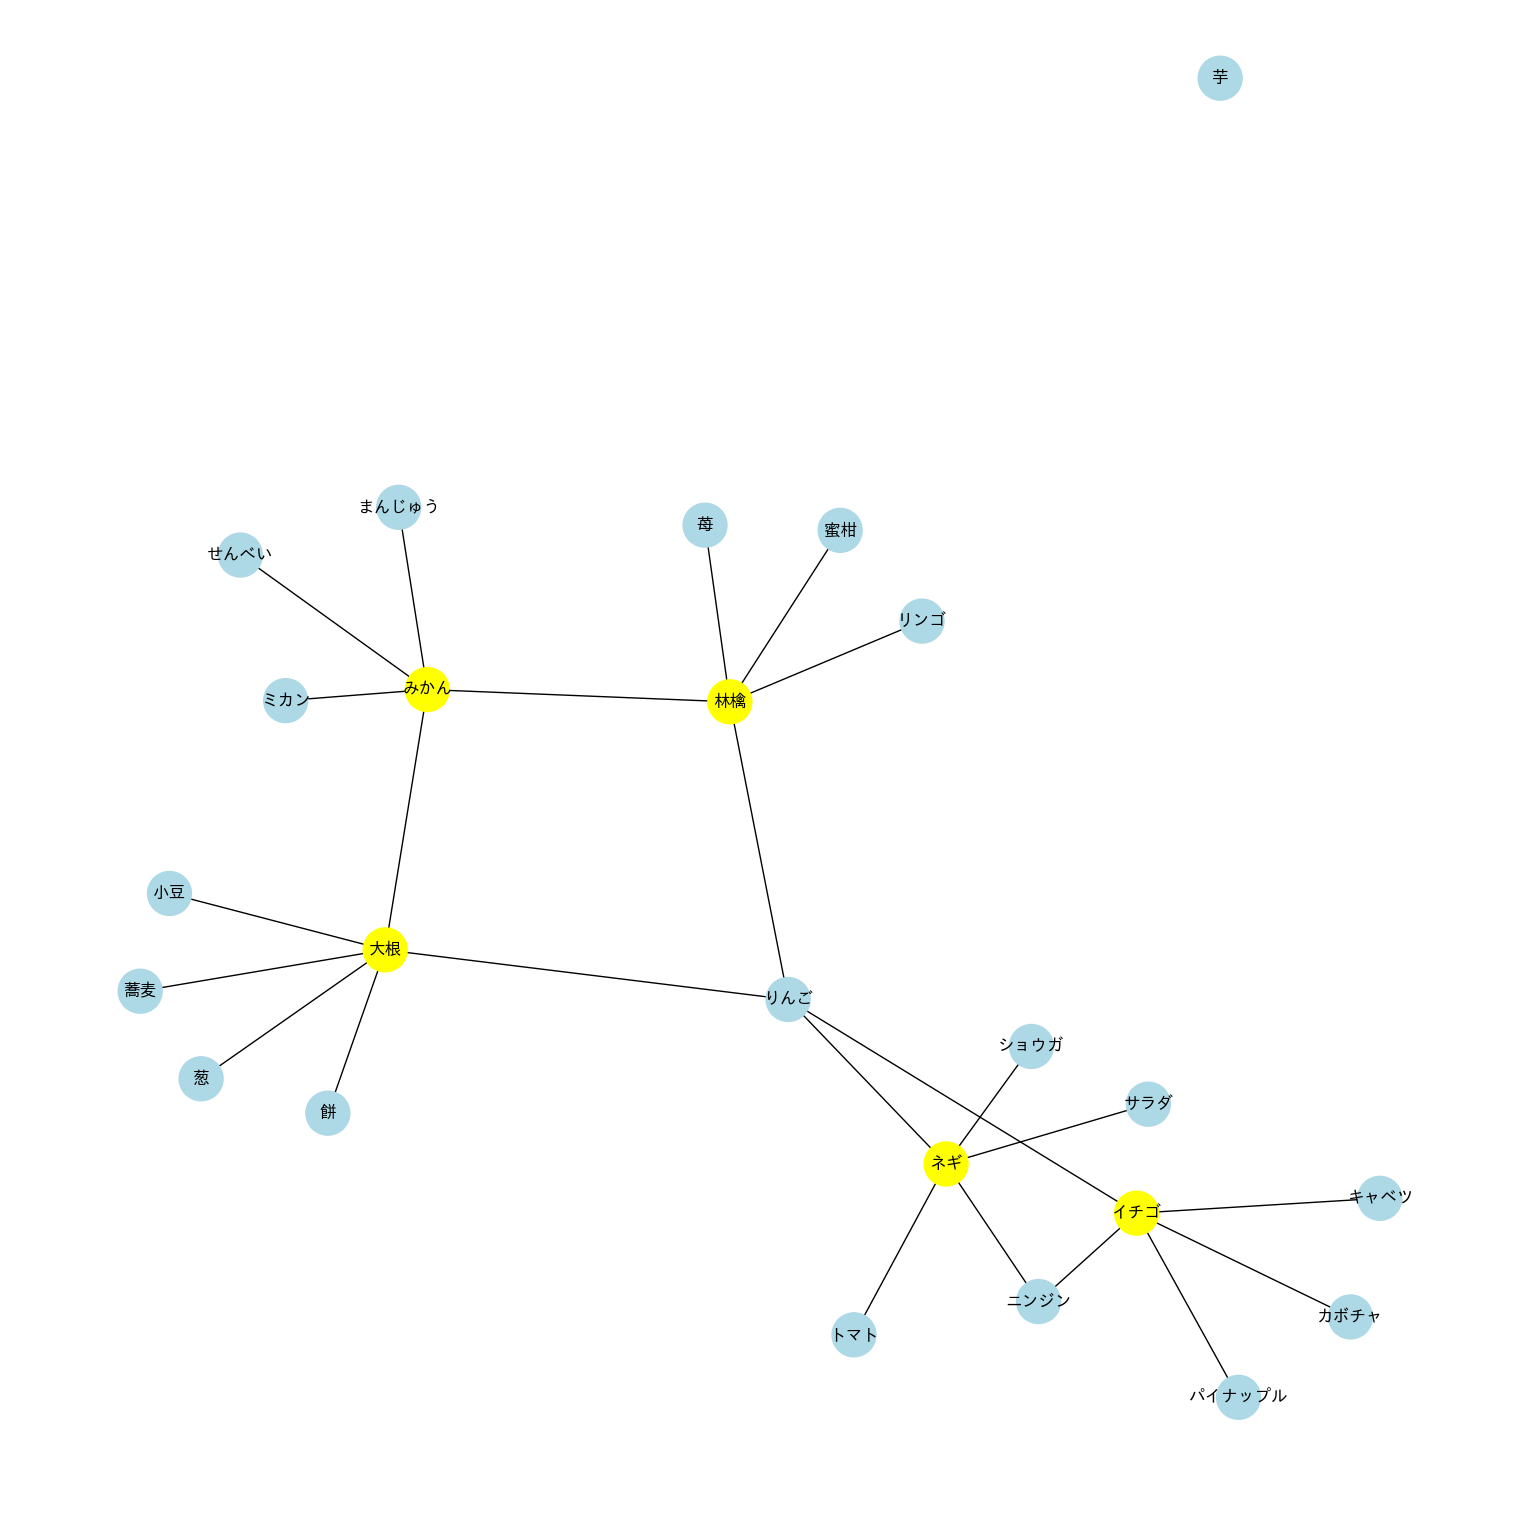 芋
まんじゅう
苺
蜜柑
せんべい
リンゴ
みかん
ミカン
林檎
小豆
大根
蕎麦
りんご
ショウガ
葱
サラダ
餅
ネギ
キャベツ
イチゴ
ニンジン
カボチャ
トマト
パイナップル